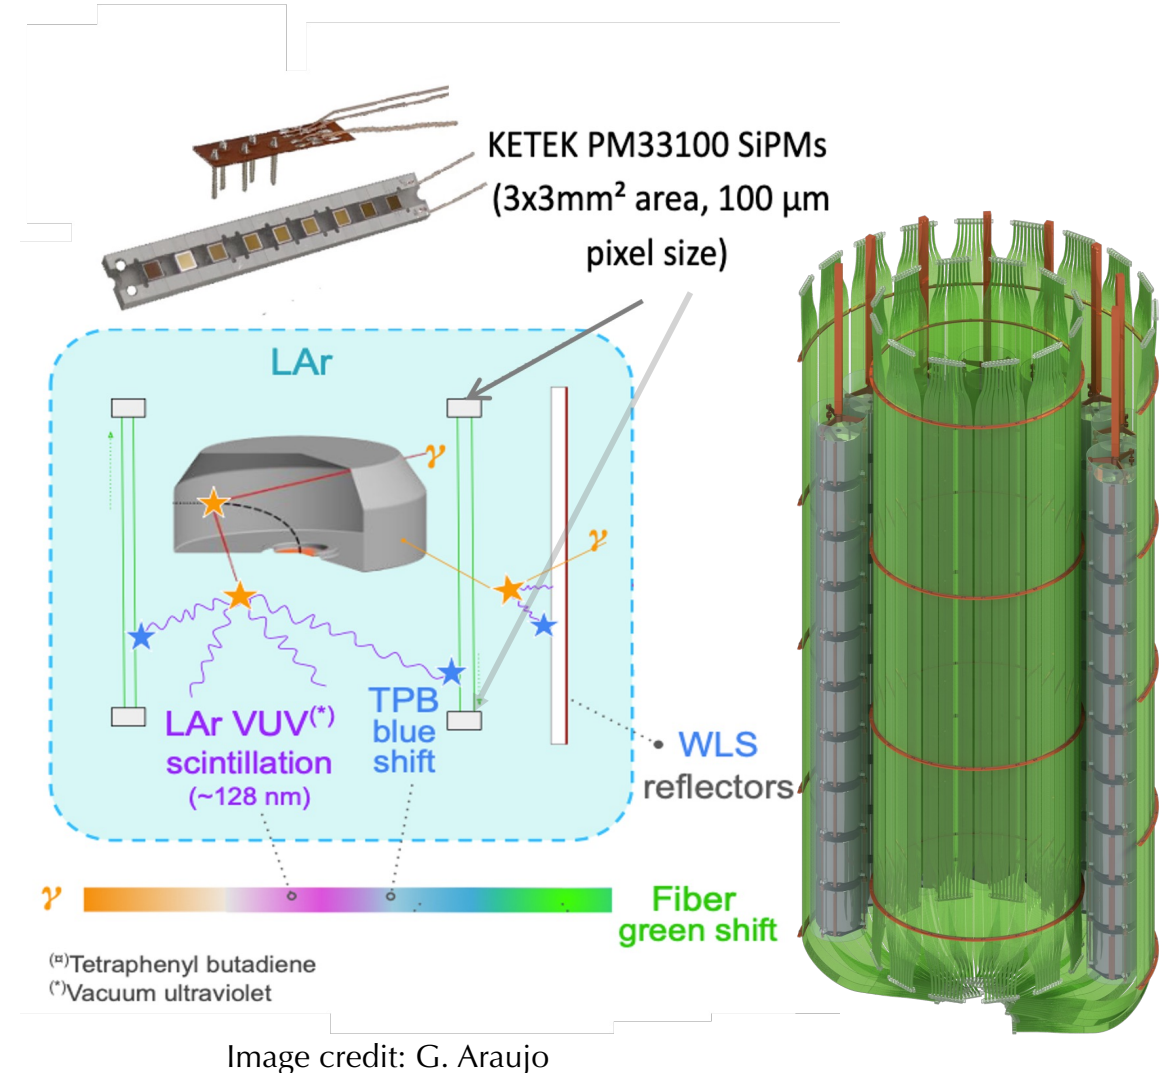 KETEK PM33100 SiPMs
(3x3mm² area, 100 µm
pixel size)
LAr
γ
γ
LAr VUV(*)
scintillation
(~128 nm)
TPB
blue
shift
WLS
reflectors
γ
Fiber
green shift
(¤)Tetraphenyl butadiene
(*)Vacuum ultraviolet
Image credit: G. Araujo